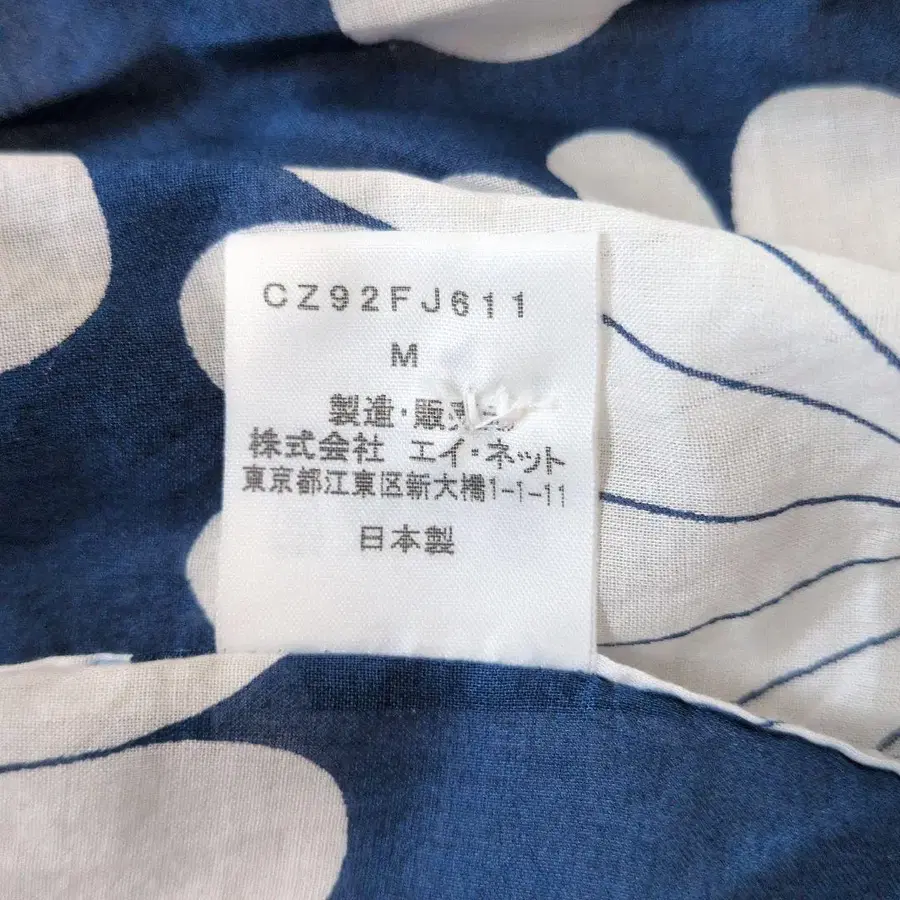 CZ92FJ611
M
製造・販売
株式会社 エイ・ネット
東京都江東区新大橋1-1-11
日本製